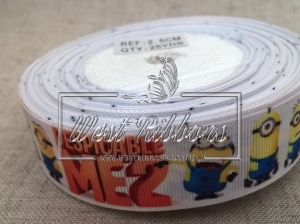 REF: 2.5CM
QTY: 25YDS
West Ribbons
DESPICABLE
ME2